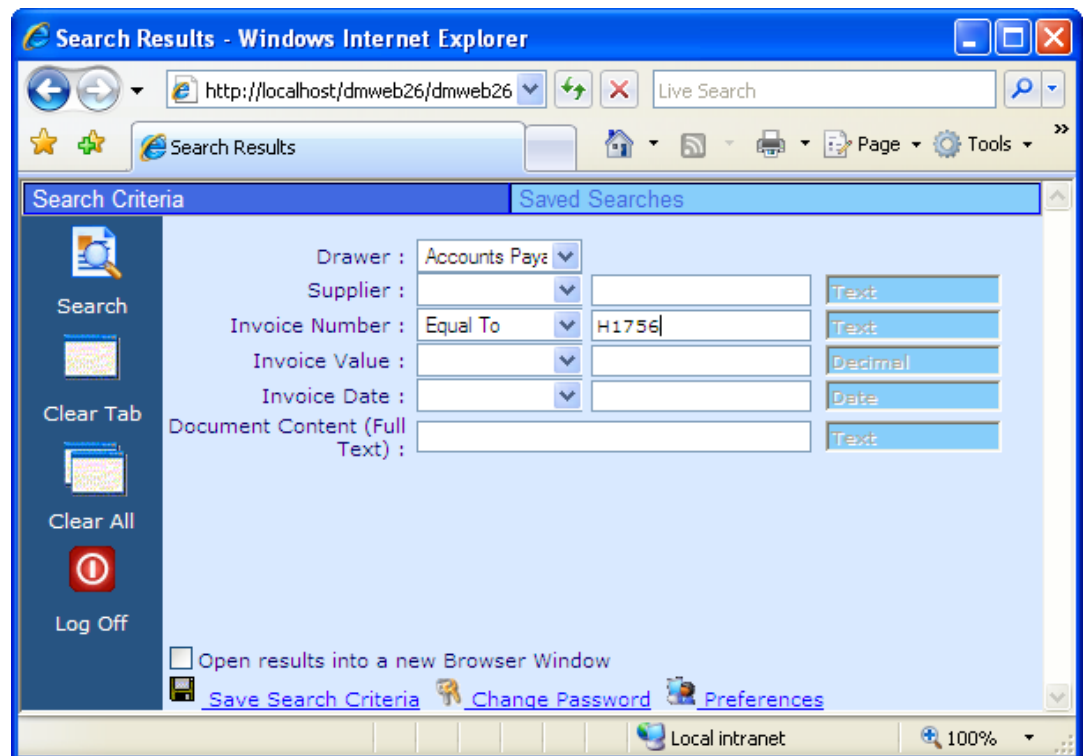 Search Results - Windows Internet Explorer
http://localhost/dmweb26/dmweb26
Live Search
Search Results
Page
Tools
»
Search Criteria
Saved Searches
Drawer :
Accounts Paya
Supplier :
Text
Search
Invoice Number :
Equal To
H1756
Text
Invoice Value :
Decimal
Invoice Date :
Date
Clear Tab
Document Content (Full
Text) :
Text
Clear All
Log Off
Open results into a new Browser Window
Save Search Criteria
Change Password
Preferences
Local intranet
100%